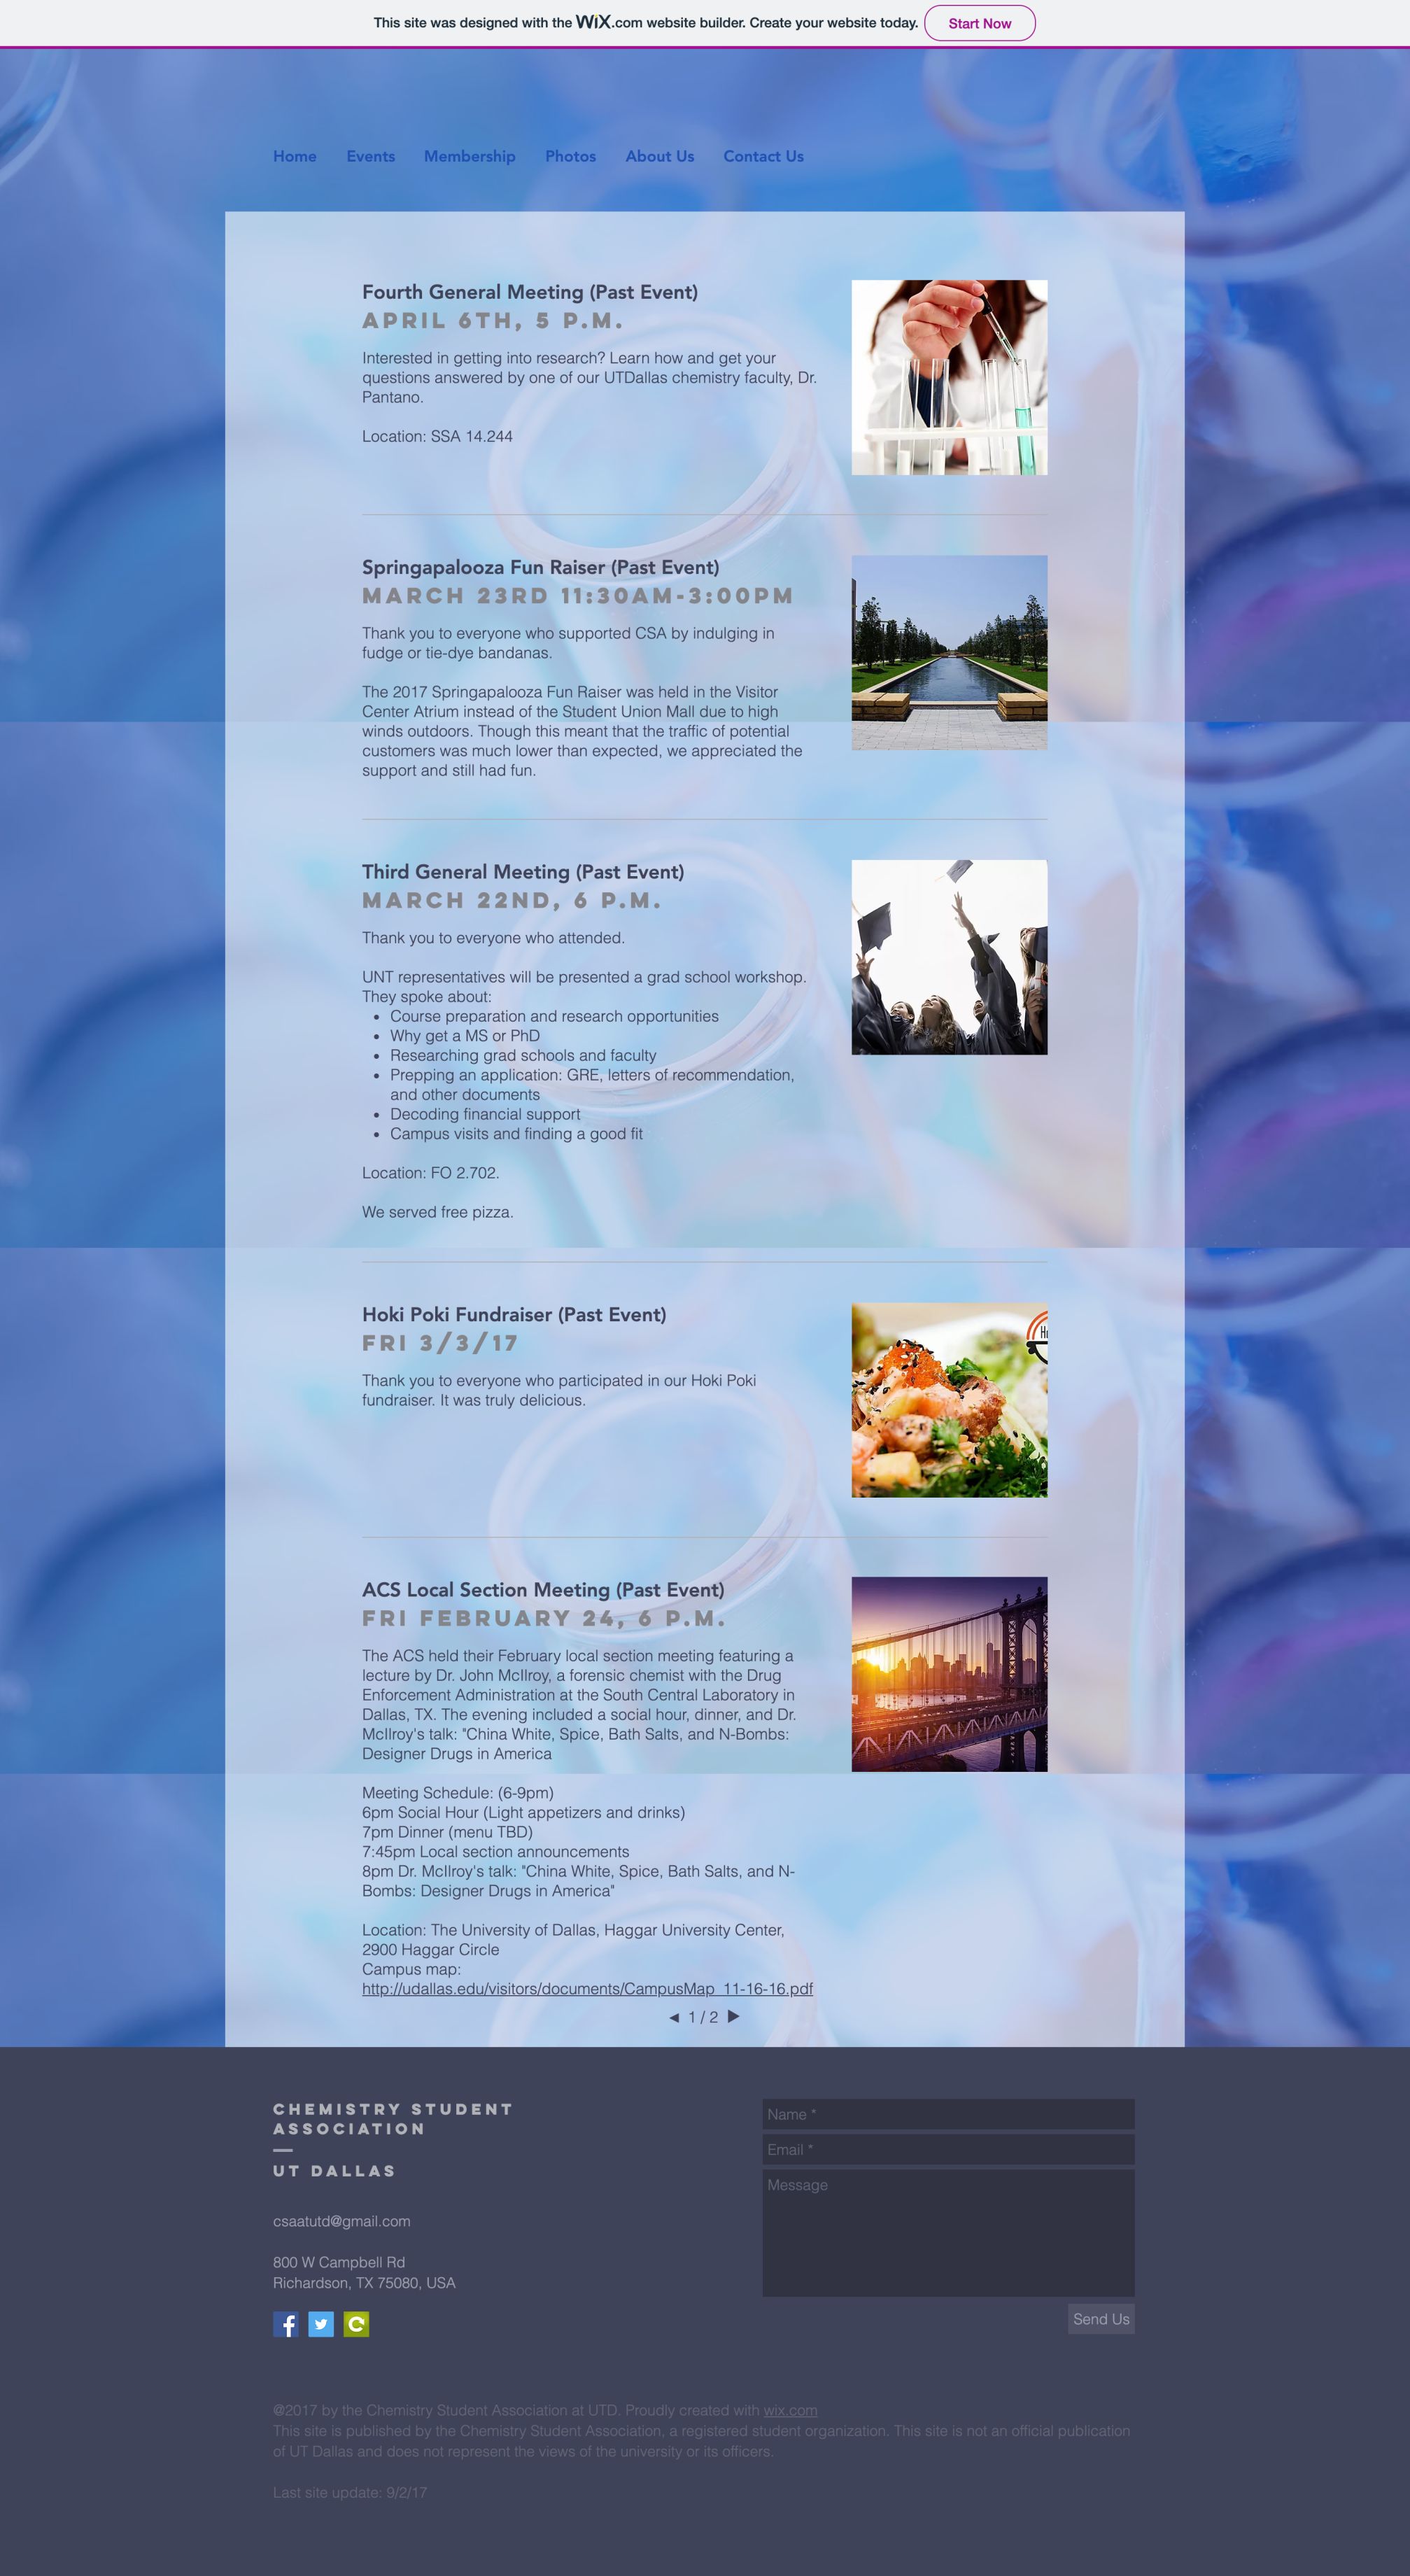 This site was designed with the WiX.com website builder. Create your website today. Start Now
Home Events Membership Photos About Us Contact Us
Fourth General Meeting (Past Event)
APRIL 6TH, 5 P.M.
Interested in getting into research? Learn how and get your
questions answered by one of our UTDallas chemistry faculty, Dr.
Pantano.
Location: SSA 14.244
Springapalooza Fun Raiser (Past Event)
MARCH 23RD 11:30AM-3:00PM
Thank you to everyone who supported CSA by indulging in
fudge or tie-dye bandanas.
The 2017 Springapalooza Fun Raiser was held in the Visitor
Center Atrium instead of the Student Union Mall due to high
winds outdoors. Though this meant that the traffic of potential
customers was much lower than expected, we appreciated the
support and still had fun.
Third General Meeting (Past Event)
MARCH 22ND, 6 P.M.
Thank you to everyone who attended.
UNT representatives will be presented a grad school workshop.
They spoke about:
• Course preparation and research opportunities
• Why get a MS or PhD
• Researching grad schools and faculty
• Prepping an application: GRE, letters of recommendation,
and other documents
• Decoding financial support
• Campus visits and finding a good fit
Location: FO 2.702.
We served free pizza.
Hoki Poki Fundraiser (Past Event)
FRI 3/3/17
Thank you to everyone who participated in our Hoki Poki
fundraiser. It was truly delicious.
ACS Local Section Meeting (Past Event)
FRI FEBRUARY 24, 6 P.M.
The ACS held their February local section meeting featuring a
lecture by Dr. John McIlroy, a forensic chemist with the Drug
Enforcement Administration at the South Central Laboratory in
Dallas, TX. The evening included a social hour, dinner, and Dr.
McIlroy's talk: "China White, Spice, Bath Salts, and N-Bombs:
Designer Drugs in America
Meeting Schedule: (6-9pm)
6pm Social Hour (Light appetizers and drinks)
7pm Dinner (menu TBD)
7:45pm Local section announcements
8pm Dr. McIlroy's talk: "China White, Spice, Bath Salts, and N-
Bombs: Designer Drugs in America"
Location: The University of Dallas, Haggar University Center,
2900 Haggar Circle
Campus map:
http://udallas.edu/visitors/documents/CampusMap_11-16-16.pdf
◄ 1 / 2 ►
CHEMISTRY STUDENT
ASSOCIATION
UT DALLAS
csaatutd@gmail.com
800 W Campbell Rd
Richardson, TX 75080, USA
Name *
Email *
Message
Send Us
@2017 by the Chemistry Student Association at UTD. Proudly created with wix.com
This site is published by the Chemistry Student Association, a registered student organization. This site is not an official publication
of UT Dallas and does not represent the views of the university or its officers.
Last site update: 9/2/17